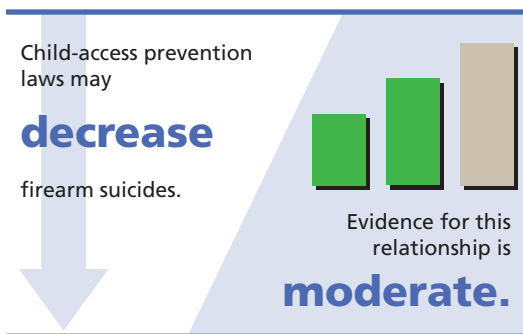 Child-access prevention
laws may
decrease
firearm suicides.
Evidence for this
relationship is
moderate.